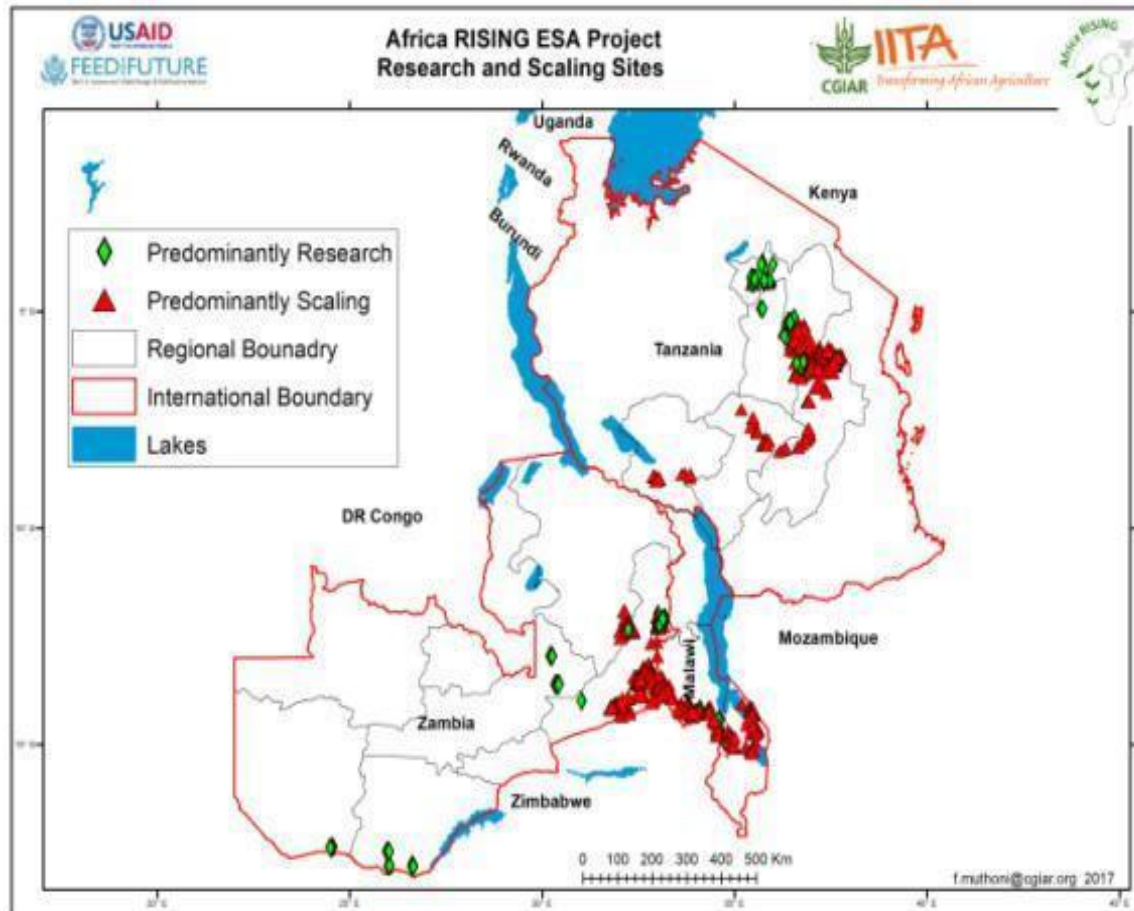 USAID
FEED the FUTURE
Africa RISING ESA Project
Research and Scaling Sites
CGIAR
IITA
Transforming African Agriculture
Africa RISING
Uganda
Rwanda
Burundi
Kenya
Predominantly Research
Predominantly Scaling
Regional Bounadry
International Boundary
Lakes
Tanzania
DR Congo
Mozambique
Malawi
Zambia
Zimbabwe
0 100 200 300 400 500 Km
f.muthoni@cgiar.org 2017